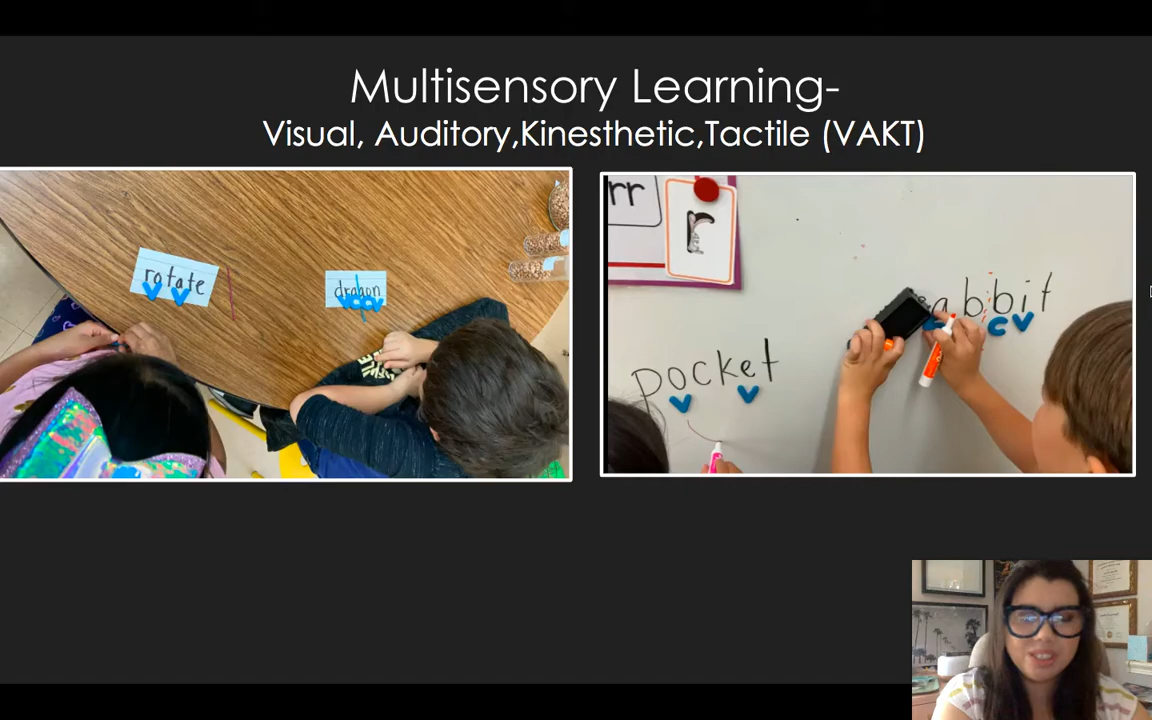 Multisensory Learning-
Visual, Auditory,Kinesthetic,Tactile (VAKT)
rotate
v v
dragon
rr
r
abbit
c v
pocket
v v